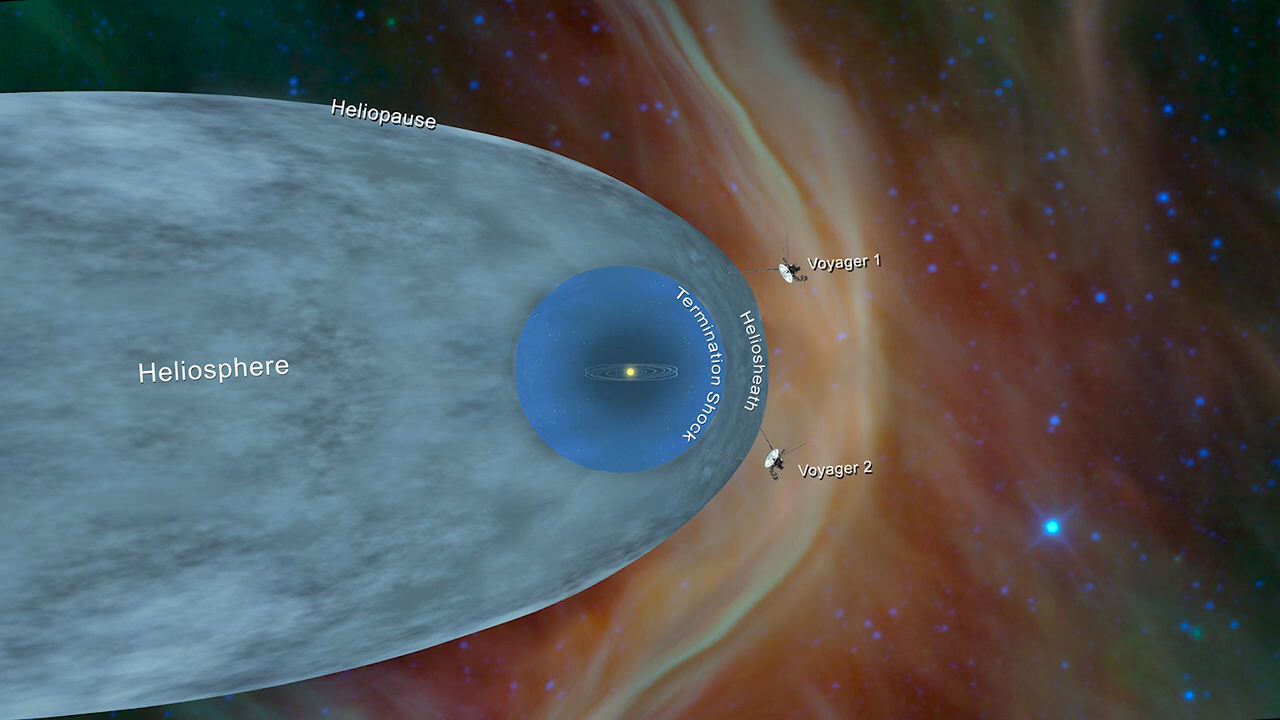 Heliopause
Voyager 1
Termination Shock
Heliosheath
Heliosphere
Voyager 2